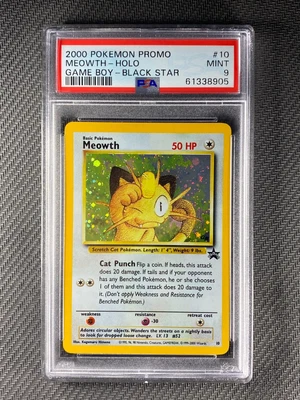 2000 POKEMON PROMO #10
MEOWTH - HOLO MINT
GAME BOY - BLACK STAR 9
PSA 61338905
Basic Pokémon
Meowth 50 HP
Scratch Cat Pokémon. Length: 1' 4", Weight: 9 lbs.
Cat Punch Flip a coin. If heads, this attack
does 20 damage. If tails and if your opponent
has any Benched Pokémon, he or she chooses
1 of them and this attack does 20 damage
to it. (Don't apply Weakness and Resistance for
Benched Pokémon.)
weakness resistance retreat cost
-30
Adores circular objects. Wanders the streets on a nightly basis
to look for dropped loose change. LV. 13 #52
10